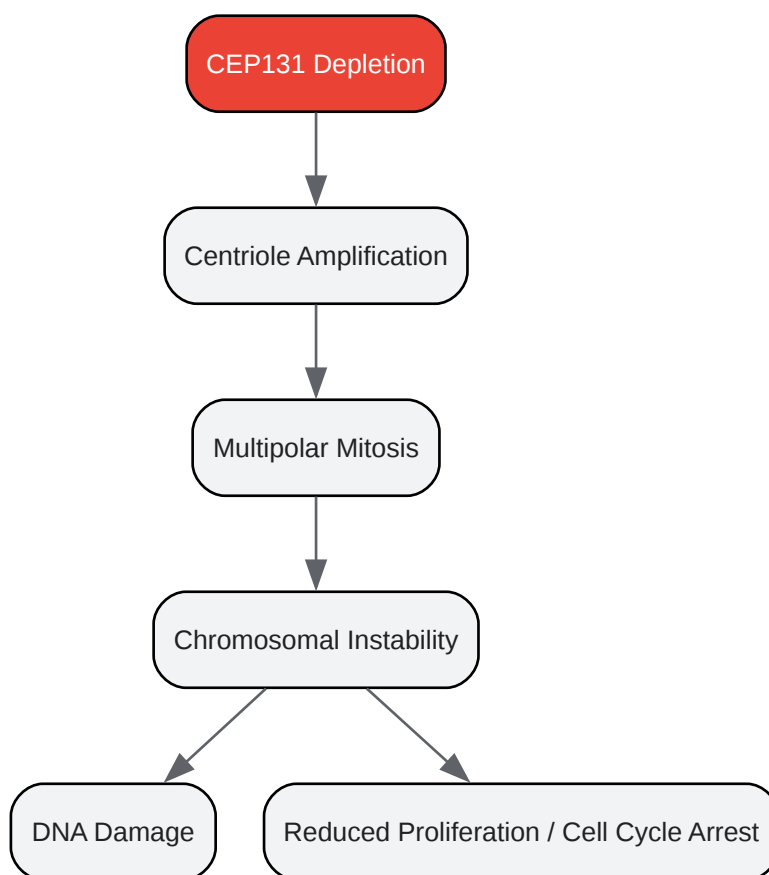 CEP131 Depletion
Centriole Amplification
Multipolar Mitosis
Chromosomal Instability
DNA Damage
Reduced Proliferation / Cell Cycle Arrest